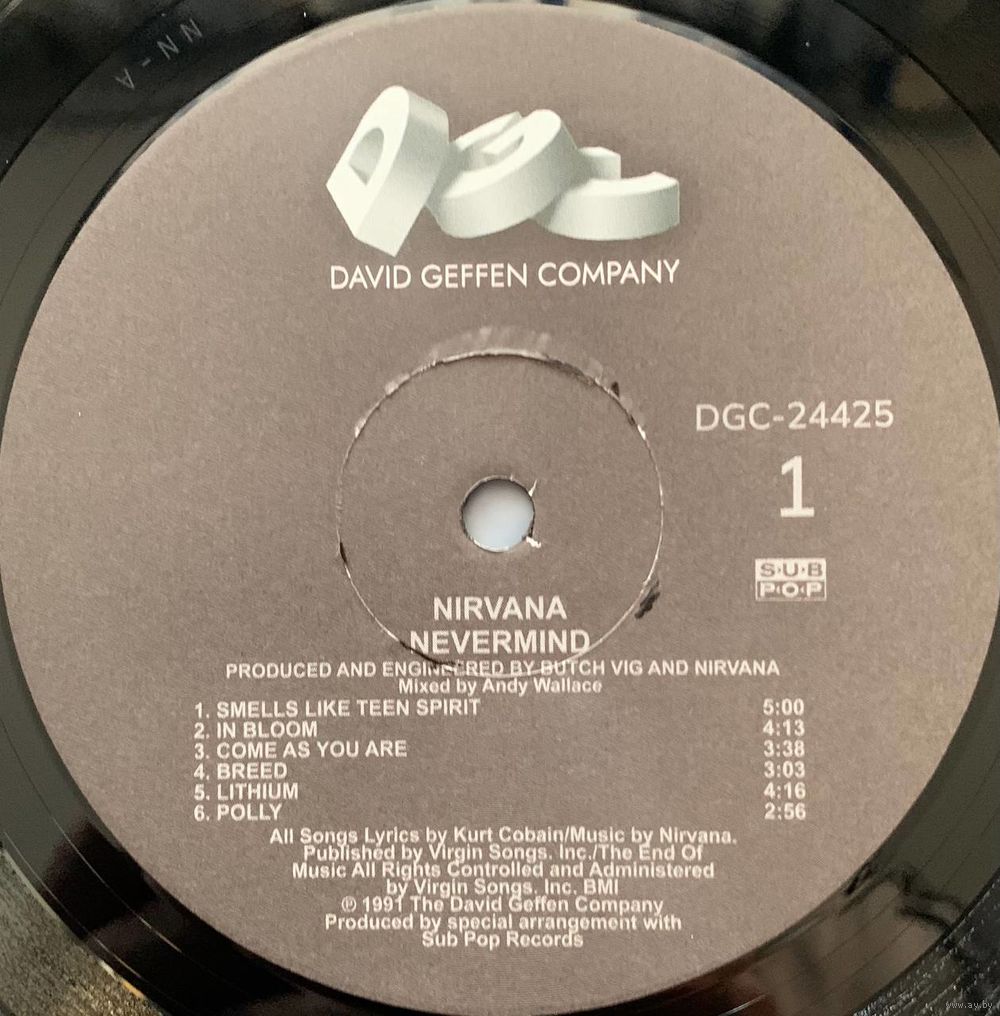 NN-A
DGC
DAVID GEFFEN COMPANY
DGC-24425
1
S·U·B
P·O·P
NIRVANA
NEVERMIND
PRODUCED AND ENGINEERED BY BUTCH VIG AND NIRVANA
Mixed by Andy Wallace
1. SMELLS LIKE TEEN SPIRIT 5:00
2. IN BLOOM 4:13
3. COME AS YOU ARE 3:38
4. BREED 3:03
5. LITHIUM 4:16
6. POLLY 2:56
All Songs Lyrics by Kurt Cobain/Music by Nirvana.
Published by Virgin Songs. Inc./The End Of
Music All Rights Controlled and Administered
by Virgin Songs. Inc. BMI
℗ 1991 The David Geffen Company
Produced by special arrangement with
Sub Pop Records
www.ay.by